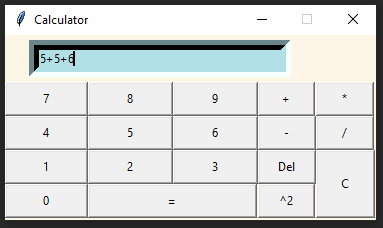 Calculator
5+5+6
7 8 9 + *
4 5 6 - /
1 2 3 Del C
0 = ^2